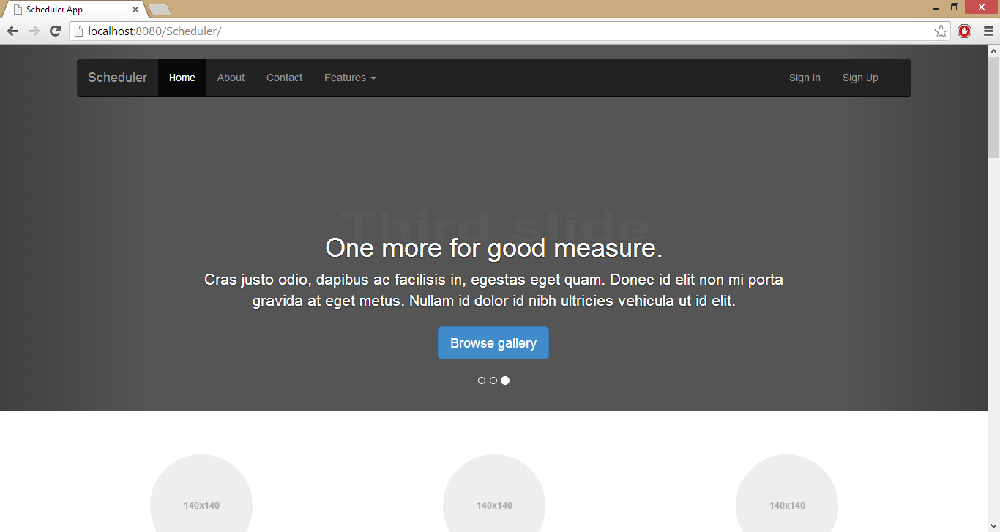 Scheduler App
localhost:8080/Scheduler/
Scheduler Home About Contact Features Sign In Sign Up
Third slide
One more for good measure.
Cras justo odio, dapibus ac facilisis in, egestas eget quam. Donec id elit non mi porta
gravida at eget metus. Nullam id dolor id nibh ultricies vehicula ut id elit.
Browse gallery
140x140 140x140 140x140